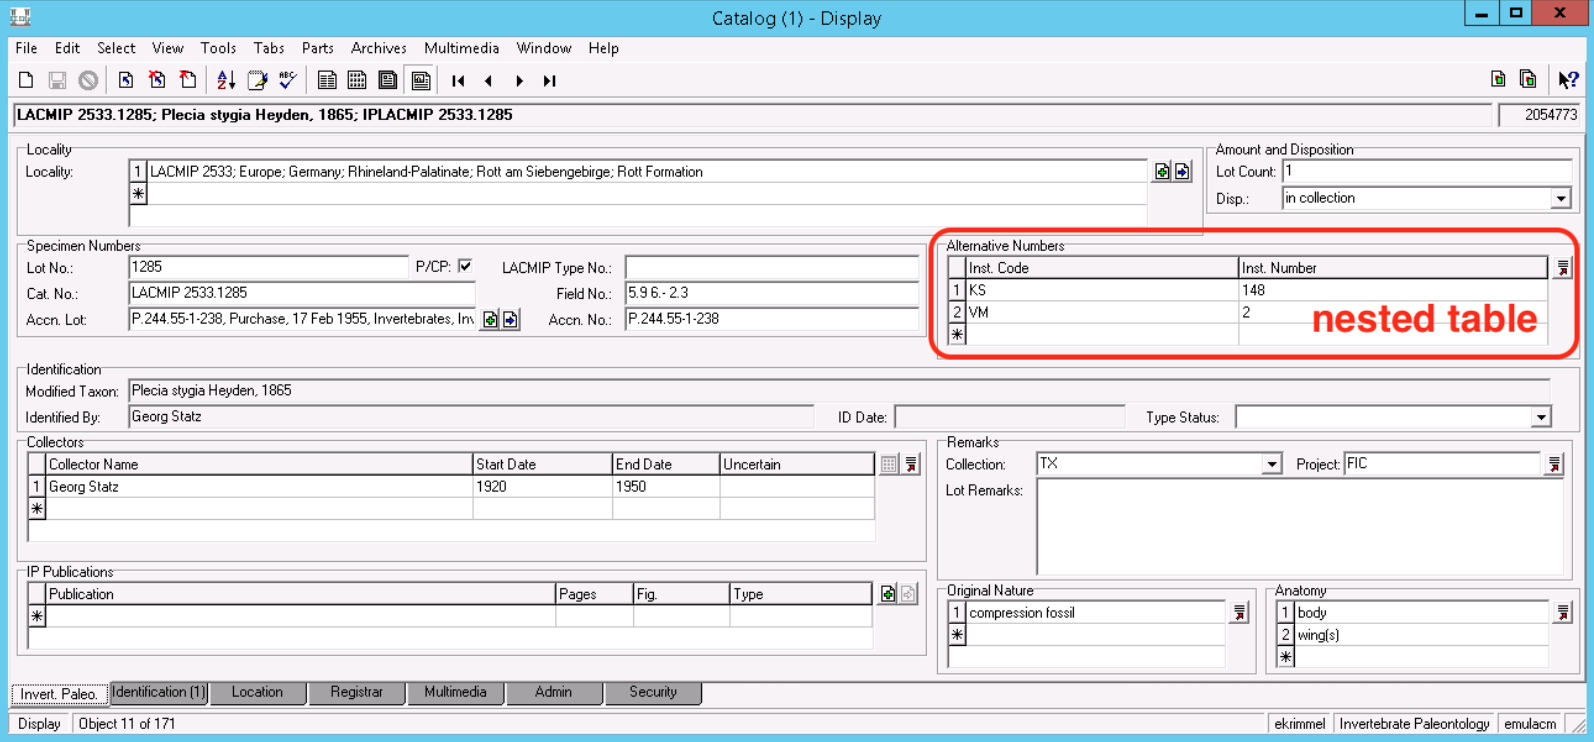 Catalog (1) - Display
File Edit Select View Tools Tabs Parts Archives Multimedia Window Help
LACMIP 2533.1285; Plecia stygia Heyden, 1865; IPLACMIP 2533.1285 2054773
Locality
Locality: 1 LACMIP 2533; Europe; Germany; Rhineland-Palatinate; Rott am Siebengebirge; Rott Formation
Amount and Disposition
Lot Count: 1
Disp.: in collection
Specimen Numbers
Lot No.: 1285 P/CP: LACMIP Type No.:
Cat. No.: LACMIP 2533.1285 Field No.: 5.9 6.- 2.3
Accn. Lot: P.244.55-1-238, Purchase, 17 Feb 1955, Invertebrates, Inv Accn. No.: P.244.55-1-238
Alternative Numbers
Inst. Code Inst. Number
1 KS 148
2 VM 2
nested table
Identification
Modified Taxon: Plecia stygia Heyden, 1865
Identified By: Georg Statz ID Date: Type Status:
Collectors
Collector Name Start Date End Date Uncertain
1 Georg Statz 1920 1950
Remarks
Collection: TX Project: FIC
Lot Remarks:
IP Publications
Publication Pages Fig. Type
Original Nature
1 compression fossil
Anatomy
1 body
2 wing(s)
Invert. Paleo. Identification (1) Location Registrar Multimedia Admin Security
Display Object 11 of 171 ekrimmel Invertebrate Paleontology emulacm